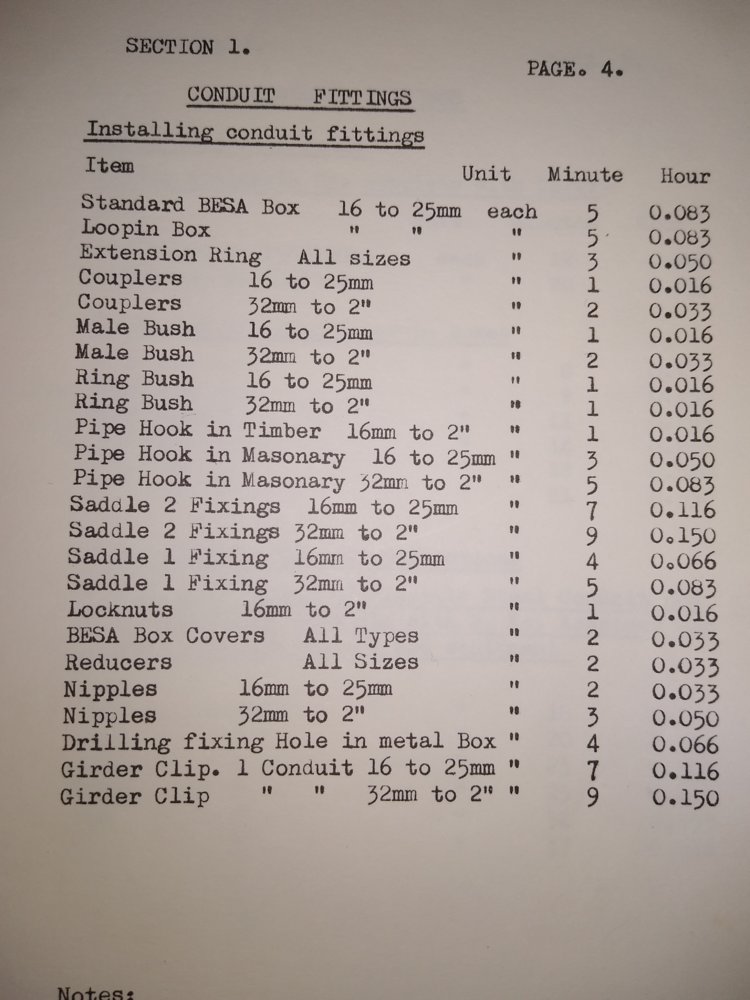 SECTION 1.
PAGE. 4.
CONDUIT FITTINGS
Installing conduit fittings
Item Unit Minute Hour
Standard BESA Box 16 to 25mm each 5 0.083
Loopin Box " " " 5 0.083
Extension Ring All sizes " 3 0.050
Couplers 16 to 25mm " 1 0.016
Couplers 32mm to 2" " 2 0.033
Male Bush 16 to 25mm " 1 0.016
Male Bush 32mm to 2" " 2 0.033
Ring Bush 16 to 25mm " 1 0.016
Ring Bush 32mm to 2" " 1 0.016
Pipe Hook in Timber 16mm to 2" " 1 0.016
Pipe Hook in Masonary 16 to 25mm " 3 0.050
Pipe Hook in Masonary 32mm to 2" " 5 0.083
Saddle 2 Fixings 16mm to 25mm " 7 0.116
Saddle 2 Fixings 32mm to 2" " 9 0.150
Saddle 1 Fixing 16mm to 25mm " 4 0.066
Saddle 1 Fixing 32mm to 2" " 5 0.083
Locknuts 16mm to 2" " 1 0.016
BESA Box Covers All Types " 2 0.033
Reducers All Sizes " 2 0.033
Nipples 16mm to 25mm " 2 0.033
Nipples 32mm to 2" " 3 0.050
Drilling fixing Hole in metal Box " 4 0.066
Girder Clip. 1 Conduit 16 to 25mm " 7 0.116
Girder Clip " " 32mm to 2" " 9 0.150
Notes: